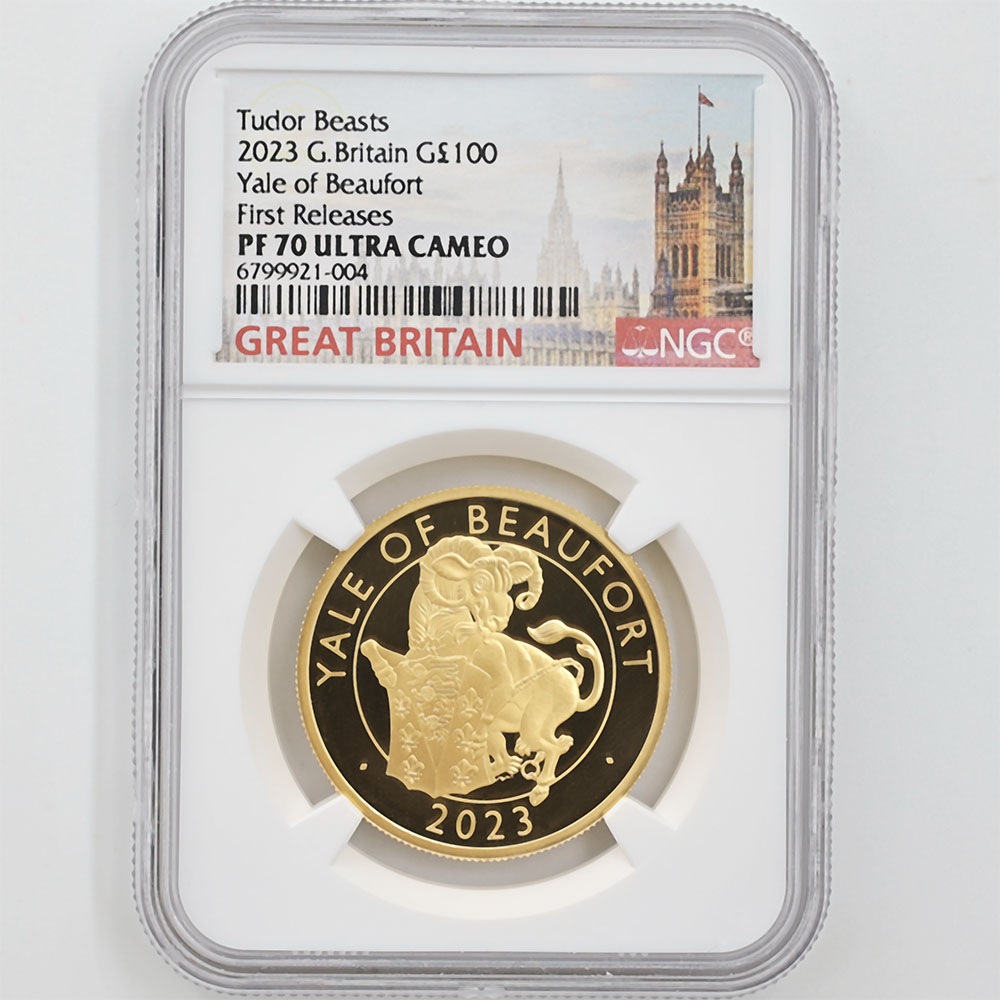 Tudor Beasts
2023 G.Britain G£100
Yale of Beaufort
First Releases
PF 70 ULTRA CAMEO
6799921-004
GREAT BRITAIN
NGC®
YALE OF BEAUFORT
2023